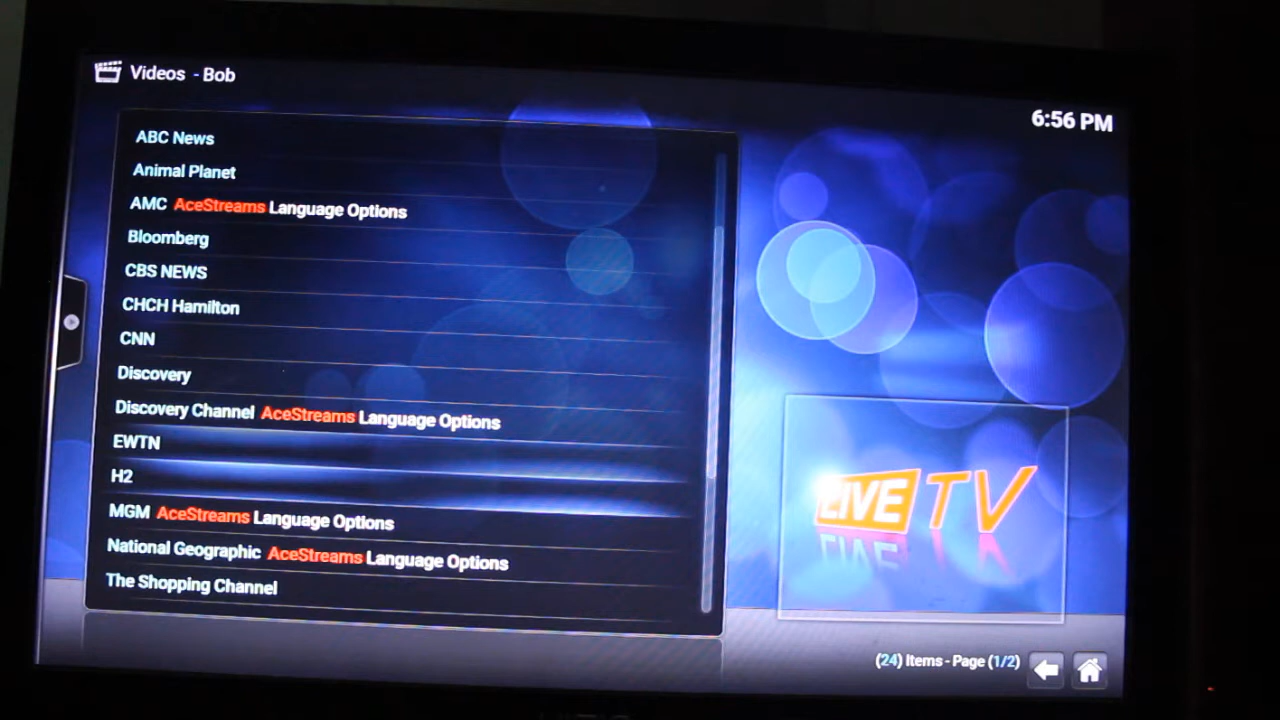 Videos - Bob
6:56 PM
ABC News
Animal Planet
AMC AceStreams Language Options
Bloomberg
CBS NEWS
CHCH Hamilton
CNN
Discovery
Discovery Channel AceStreams Language Options
EWTN
H2
MGM AceStreams Language Options
National Geographic AceStreams Language Options
The Shopping Channel
LIVE TV
(24) Items - Page (1/2)